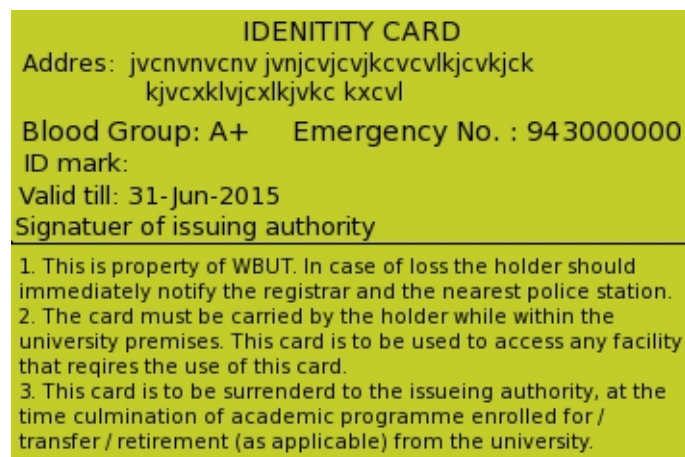 IDENITITY CARD
Addres: jvcnvnvcnv jvnjcvjcvjkcvcvlkjcvkjck
kjvcxklvjcxlkjvkc kxcvl
Blood Group: A+ Emergency No. : 943000000
ID mark:
Valid till: 31-Jun-2015
Signatuer of issuing authority
1. This is property of WBUT. In case of loss the holder should
immediately notify the registrar and the nearest police station.
2. The card must be carried by the holder while within the
university premises. This card is to be used to access any facility
that reqires the use of this card.
3. This card is to be surrenderd to the issueing authority, at the
time culmination of academic programme enrolled for /
transfer / retirement (as applicable) from the university.